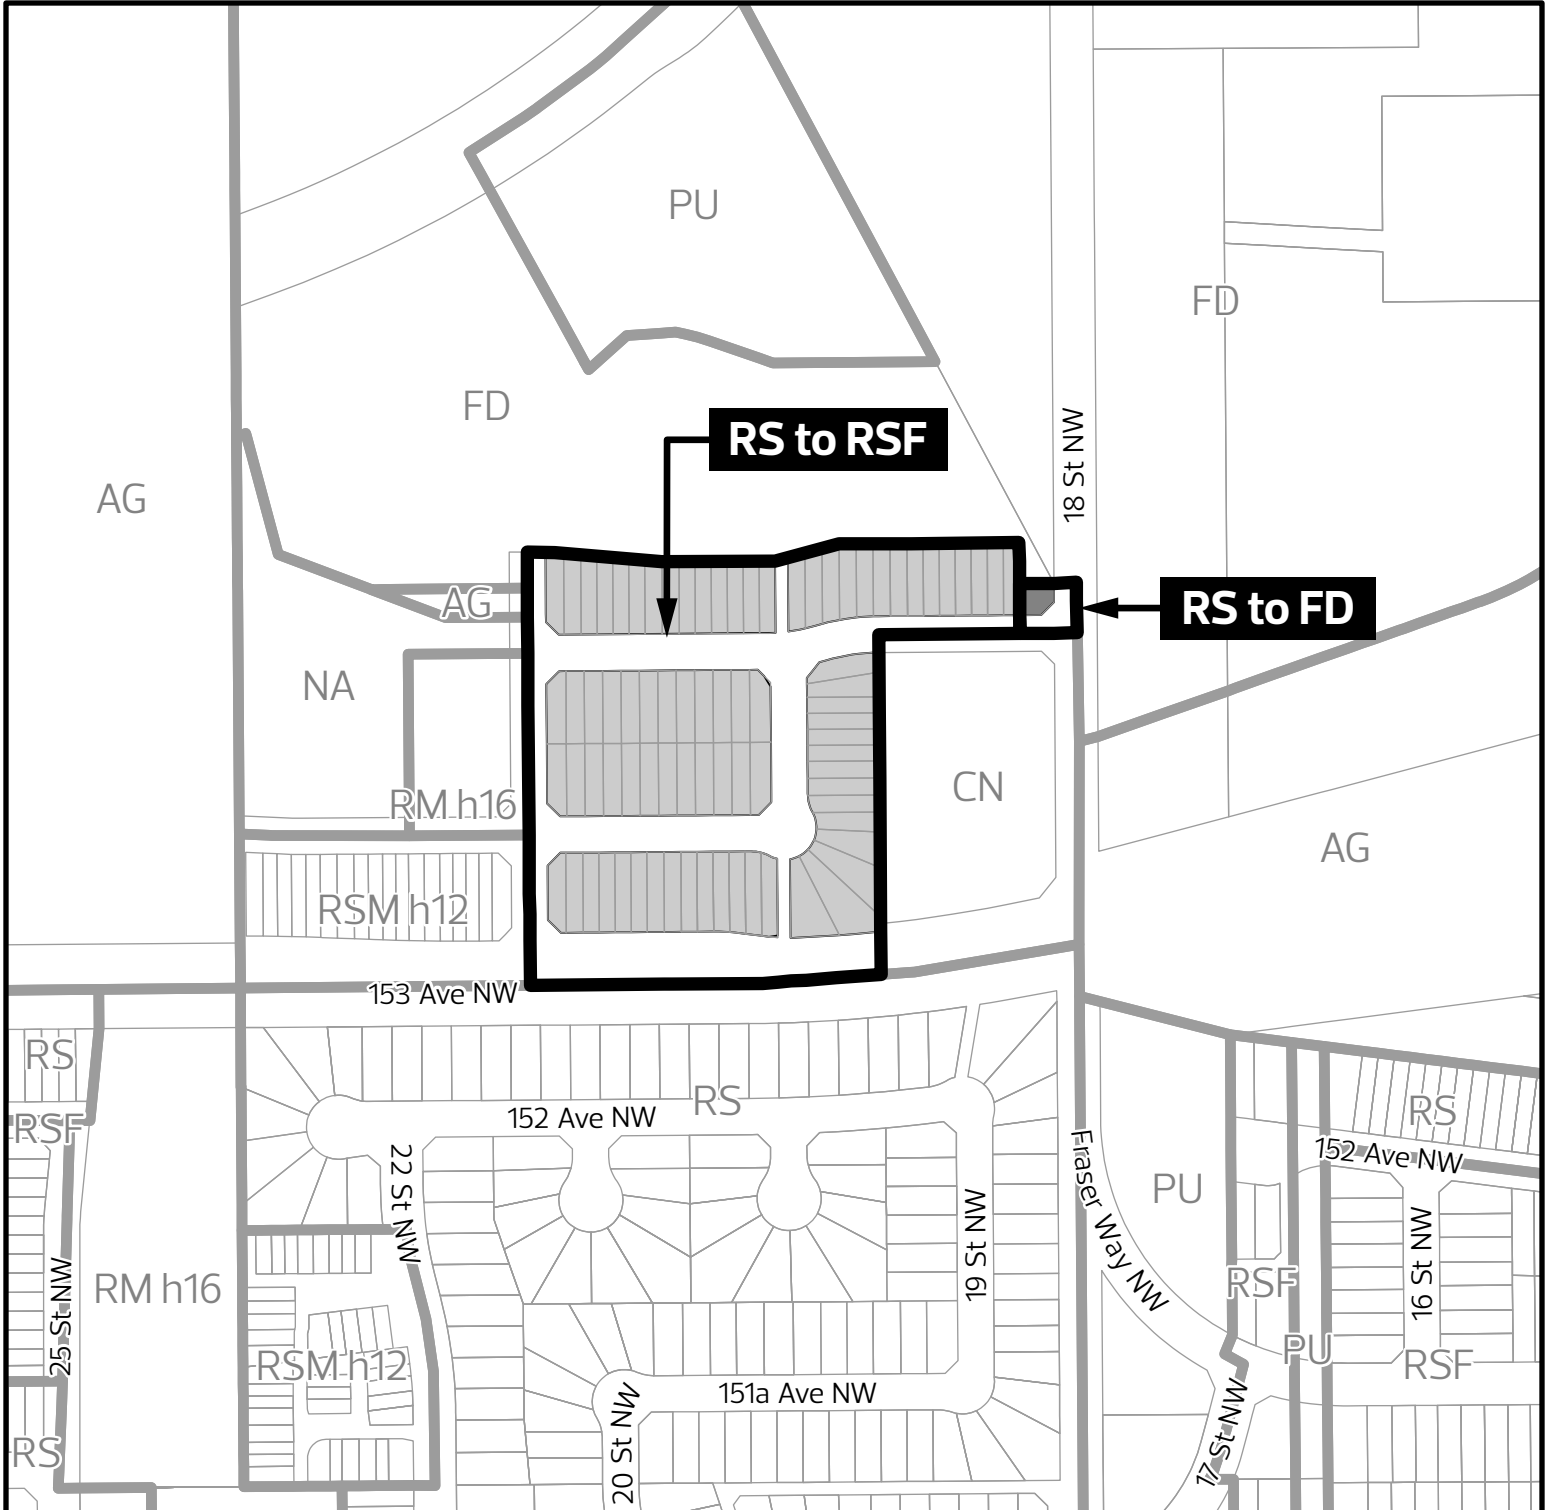 PU
FD
FD
RS to RSF
18 St NW
AG
AG
RS to FD
NA
CN
RM h16
AG
RSM h12
153 Ave NW
RS
RS
152 Ave NW
RS
RSF
152 Ave NW
22 St NW
Fraser Way NW
PU
19 St NW
16 St NW
RM h16
RSF
25 St NW
PU
RSF
RSM h12
151a Ave NW
20 St NW
17 St NW
RS